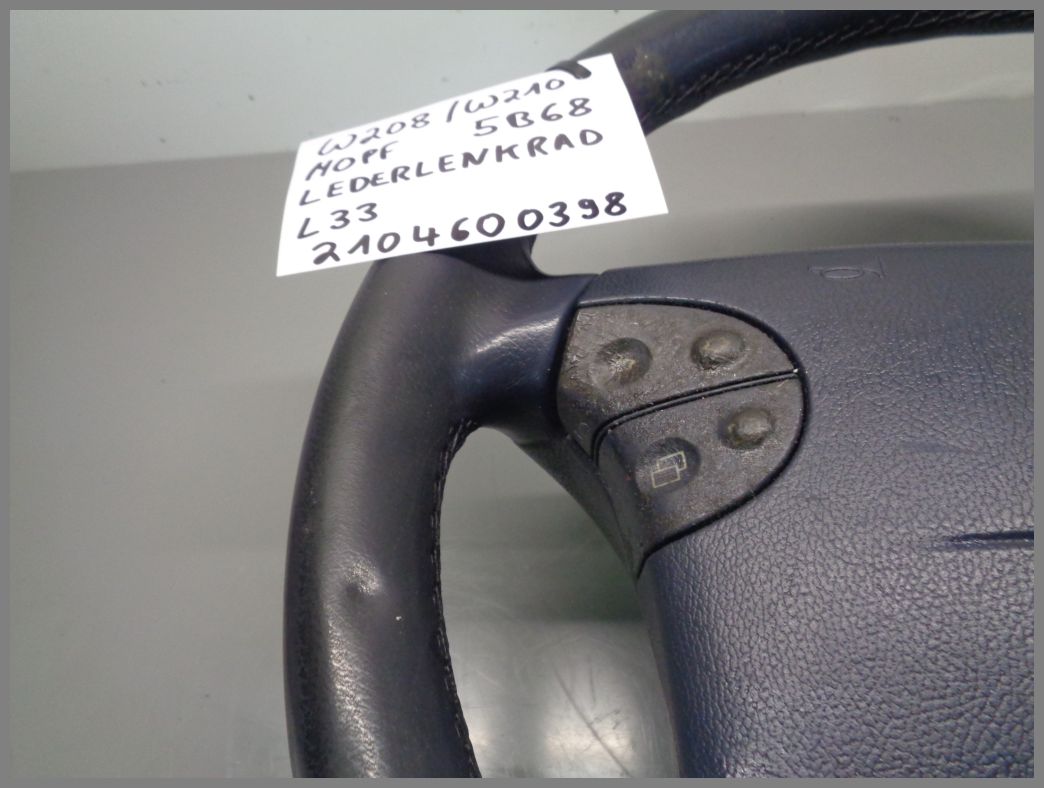 W208/W210
MOPF 5B68
LEDERLENKRAD
L33
2104600398